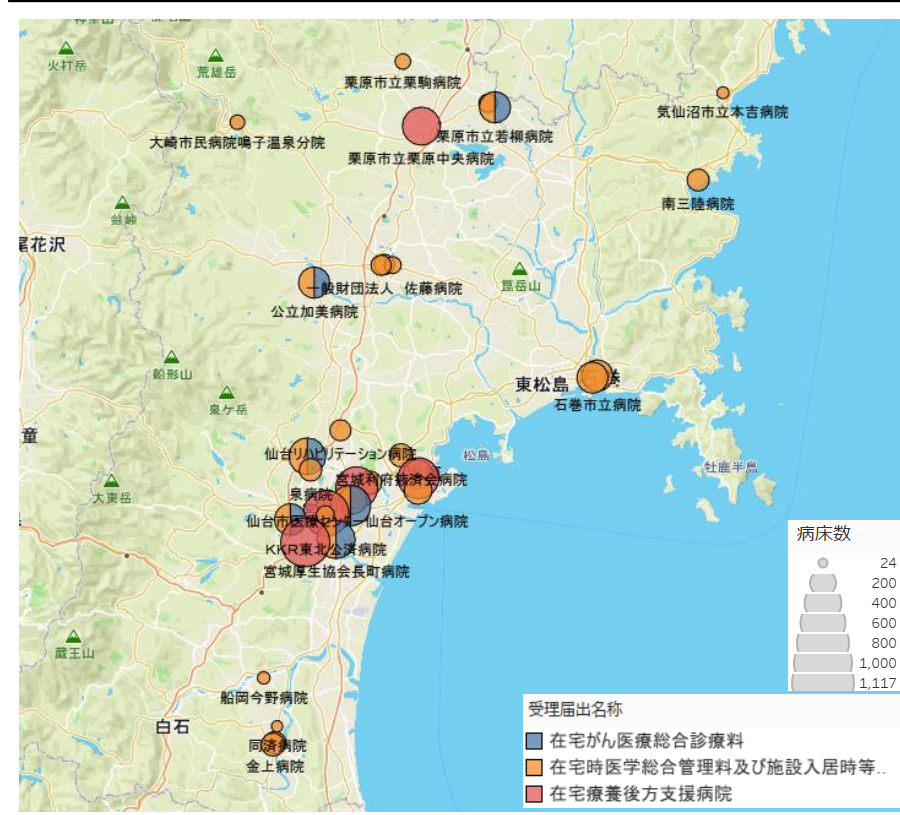 火打岳
荒雄岳
栗原市立栗駒病院
気仙沼市立本吉病院
栗原市立若柳病院
大崎市民病院鳴子温泉分院
栗原市立栗原中央病院
南三陸病院
翁峠
尾花沢
一般財団法人 佐藤病院
箆岳山
公立加美病院
船形山
東松島
石巻市立病院
泉ケ岳
童
仙台リハビリテーション病院
松島
牡鹿半島
宮城利府掖済会病院
大東岳
泉病院
仙台市医療センター仙台オープン病院
KKR東北公済病院
宮城厚生協会長町病院
蔵王山
船岡今野病院
白石
同済病院
金上病院
病床数
24
200
400
600
800
1,000
1,117
受理届出名称
在宅がん医療総合診療料
在宅時医学総合管理料及び施設入居時等..
在宅療養後方支援病院